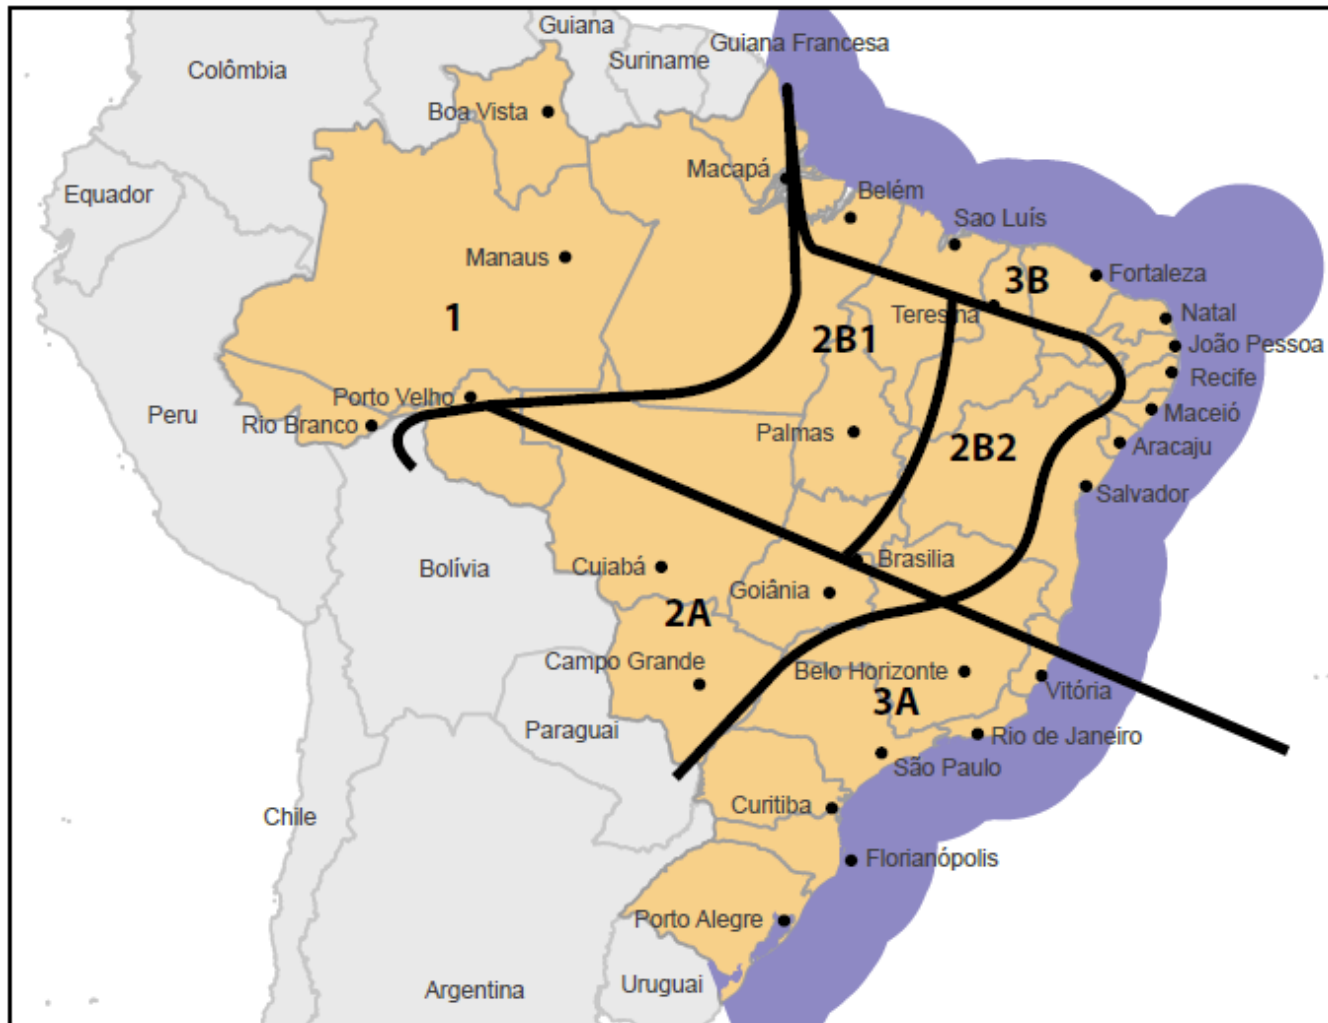 Guiana
Guiana Francesa
Suriname
Colômbia
Boa Vista
Macapá
Belém
Equador
Sao Luís
Manaus
Fortaleza
3B
1
Teresina
Natal
2B1
João Pessoa
Recife
Porto Velho
Peru
Maceió
Rio Branco
Palmas
Aracaju
2B2
Salvador
Brasilia
Bolívia
Cuiabá
Goiânia
2A
Campo Grande
Belo Horizonte
Vitória
3A
Paraguai
Rio de Janeiro
São Paulo
Curitiba
Chile
Florianópolis
Porto Alegre
Uruguai
Argentina